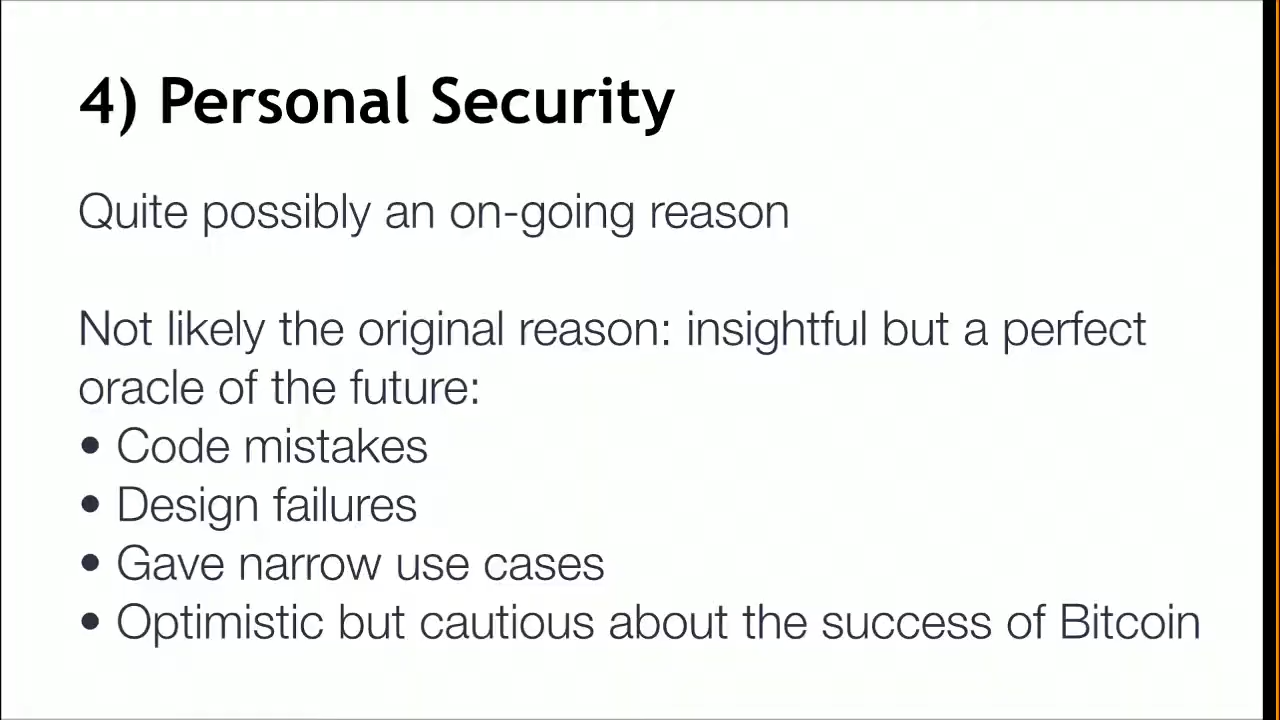 4) Personal Security
Quite possibly an on-going reason
Not likely the original reason: insightful but a perfect
oracle of the future:
• Code mistakes
• Design failures
• Gave narrow use cases
• Optimistic but cautious about the success of Bitcoin